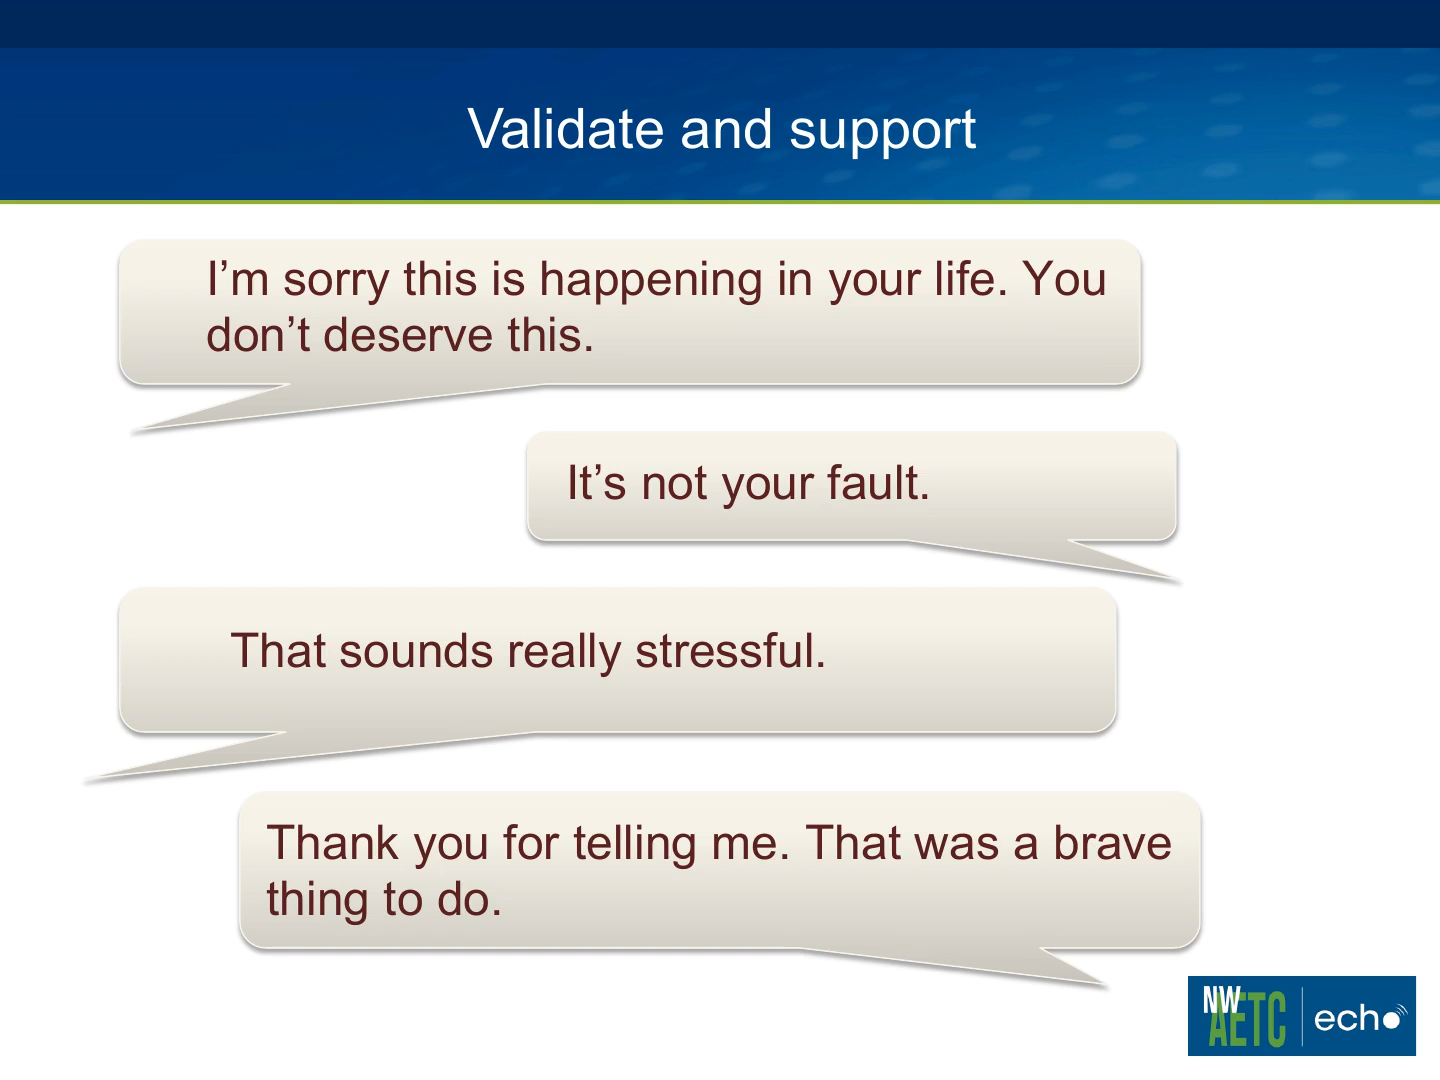 Validate and support
I’m sorry this is happening in your life. You
don’t deserve this.
It’s not your fault.
That sounds really stressful.
Thank you for telling me. That was a brave
thing to do.
NW
AETC
echo